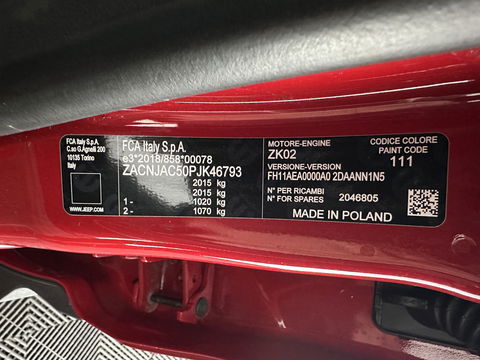 FCA Italy S.p.A.
C.so G.Agnelli 200
10135 Torino
Italy
WWW.JEEP.COM
FCA Italy S.p.A.
e3*2018/858*00078
ZACNJAC50PJK46793
2015 kg
2015 kg
1- 1020 kg
2- 1070 kg
MOTORE-ENGINE
ZK02
VERSIONE-VERSION
FH11AEA0000A0 2DAANN1N5
N° PER RICAMBI
N° FOR SPARES 2046805
MADE IN POLAND
CODICE COLORE
PAINT CODE
111